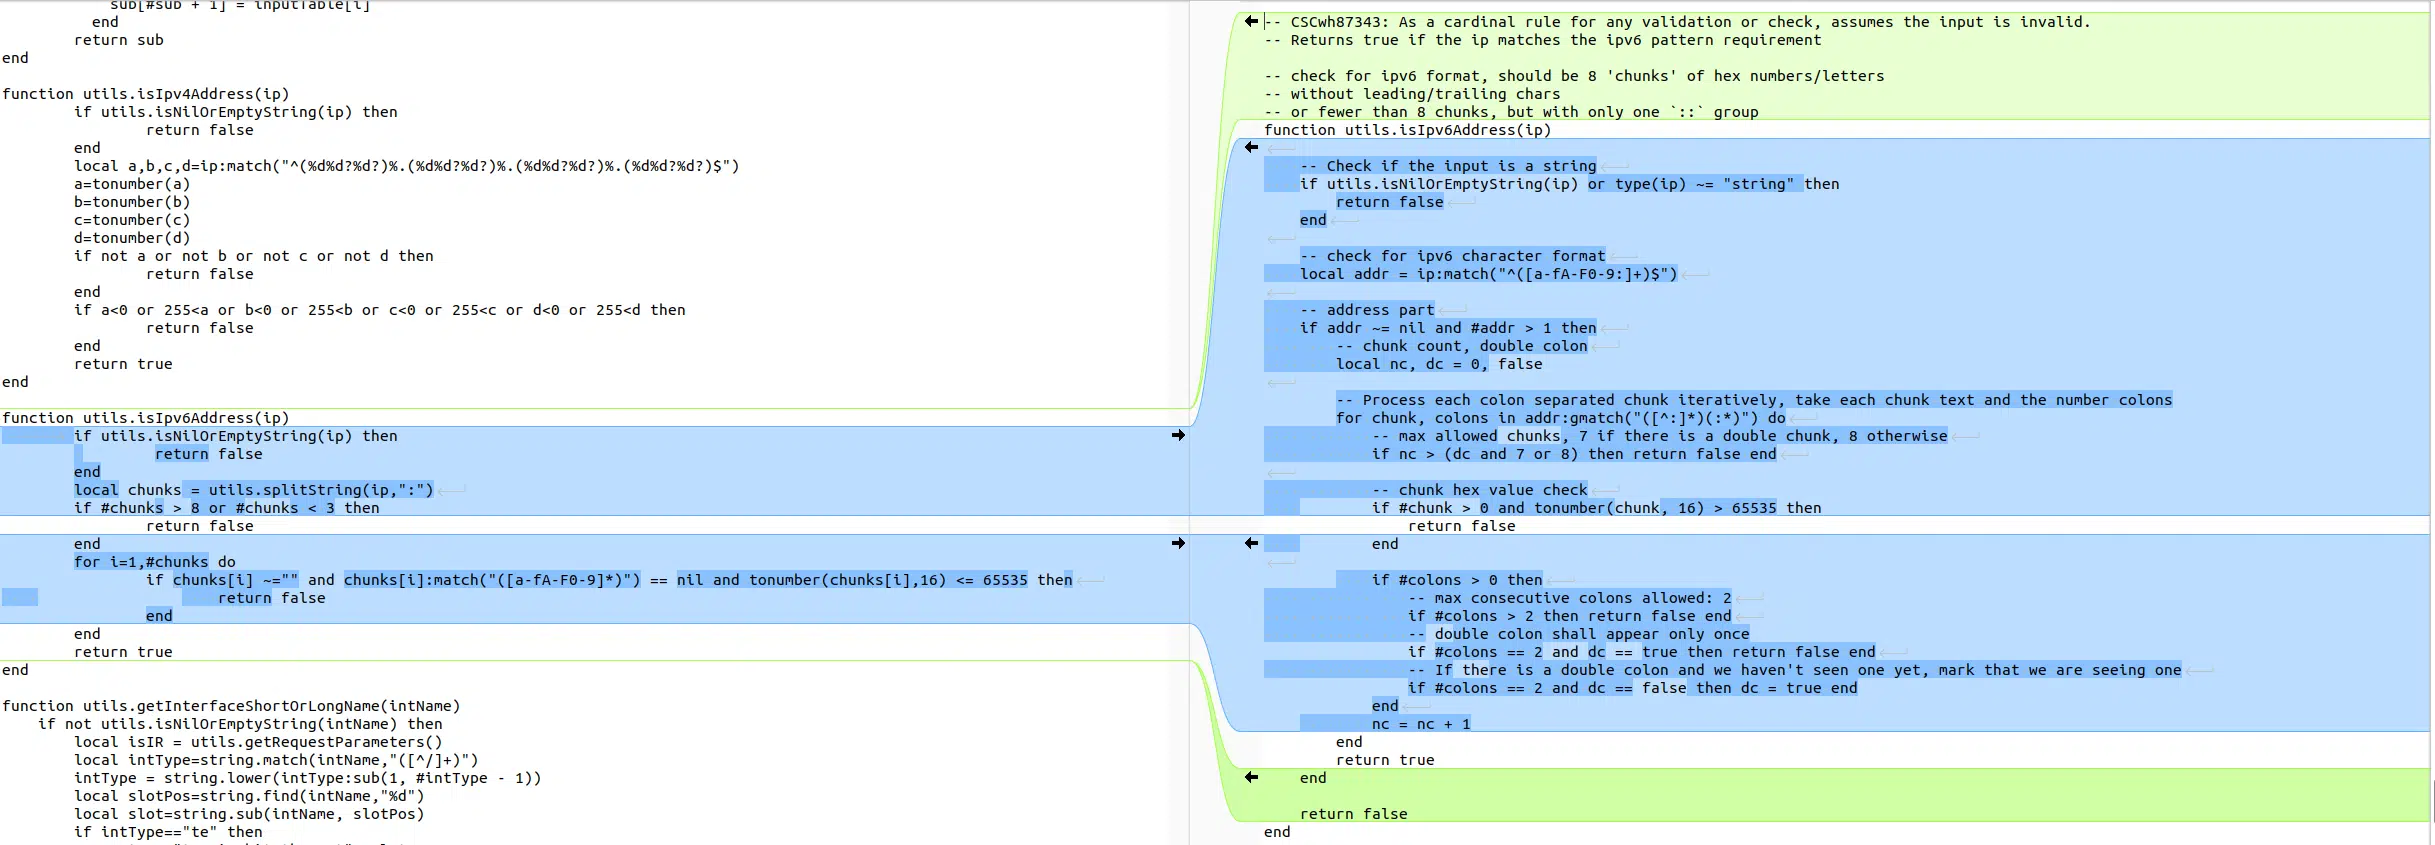 sub[#sub + 1] = inputTable[i]
end
return sub
end
function utils.isIpv4Address(ip)
if utils.isNilOrEmptyString(ip) then
return false
end
local a,b,c,d=ip:match("^(%d%d?%d?)%.(%d%d?%d?)%.(%d%d?%d?)%.(%d%d?%d?)$")
a=tonumber(a)
b=tonumber(b)
c=tonumber(c)
d=tonumber(d)
if not a or not b or not c or not d then
return false
end
if a<0 or 255<a or b<0 or 255<b or c<0 or 255<c or d<0 or 255<d then
return false
end
return true
end
function utils.isIpv6Address(ip)
if utils.isNilOrEmptyString(ip) then
return false
end
local chunks = utils.splitString(ip,":")
if #chunks > 8 or #chunks < 3 then
return false
end
for i=1,#chunks do
if chunks[i] ~="" and chunks[i]:match("([a-fA-F0-9]*)") == nil and tonumber(chunks[i],16) <= 65535 then
return false
end
end
return true
end
function utils.getInterfaceShortOrLongName(intName)
if not utils.isNilOrEmptyString(intName) then
local isIR = utils.getRequestParameters()
local intType=string.match(intName,"([^/]+)")
intType = string.lower(intType:sub(1, #intType - 1))
local slotPos=string.find(intName,"%d")
local slot=string.sub(intName, slotPos)
if intType=="te" then
-- CSCwh87343: As a cardinal rule for any validation or check, assumes the input is invalid.
-- Returns true if the ip matches the ipv6 pattern requirement
-- check for ipv6 format, should be 8 'chunks' of hex numbers/letters
-- without leading/trailing chars
-- or fewer than 8 chunks, but with only one `::` group
function utils.isIpv6Address(ip)
-- Check if the input is a string
if utils.isNilOrEmptyString(ip) or type(ip) ~= "string" then
return false
end
-- check for ipv6 character format
local addr = ip:match("^([a-fA-F0-9:]+)$")
-- address part
if addr ~= nil and #addr > 1 then
-- chunk count, double colon
local nc, dc = 0, false
-- Process each colon separated chunk iteratively, take each chunk text and the number colons
for chunk, colons in addr:gmatch("([^:]*)(:*)") do
-- max allowed chunks, 7 if there is a double chunk, 8 otherwise
if nc > (dc and 7 or 8) then return false end
-- chunk hex value check
if #chunk > 0 and tonumber(chunk, 16) > 65535 then
return false
end
if #colons > 0 then
-- max consecutive colons allowed: 2
if #colons > 2 then return false end
-- double colon shall appear only once
if #colons == 2 and dc == true then return false end
-- If there is a double colon and we haven't seen one yet, mark that we are seeing one
if #colons == 2 and dc == false then dc = true end
end
nc = nc + 1
end
return true
end
return false
end